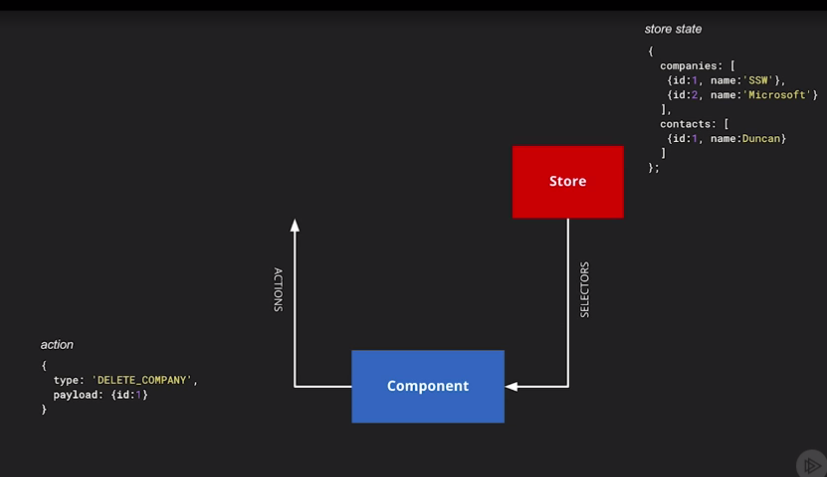 store state
{
companies: [
{id:1, name:'SSW'},
{id:2, name:'Microsoft'}
],
contacts: [
{id:1, name:Duncan}
]
};
Store
ACTIONS
SELECTORS
action
{
type: 'DELETE_COMPANY',
payload: {id:1}
}
Component